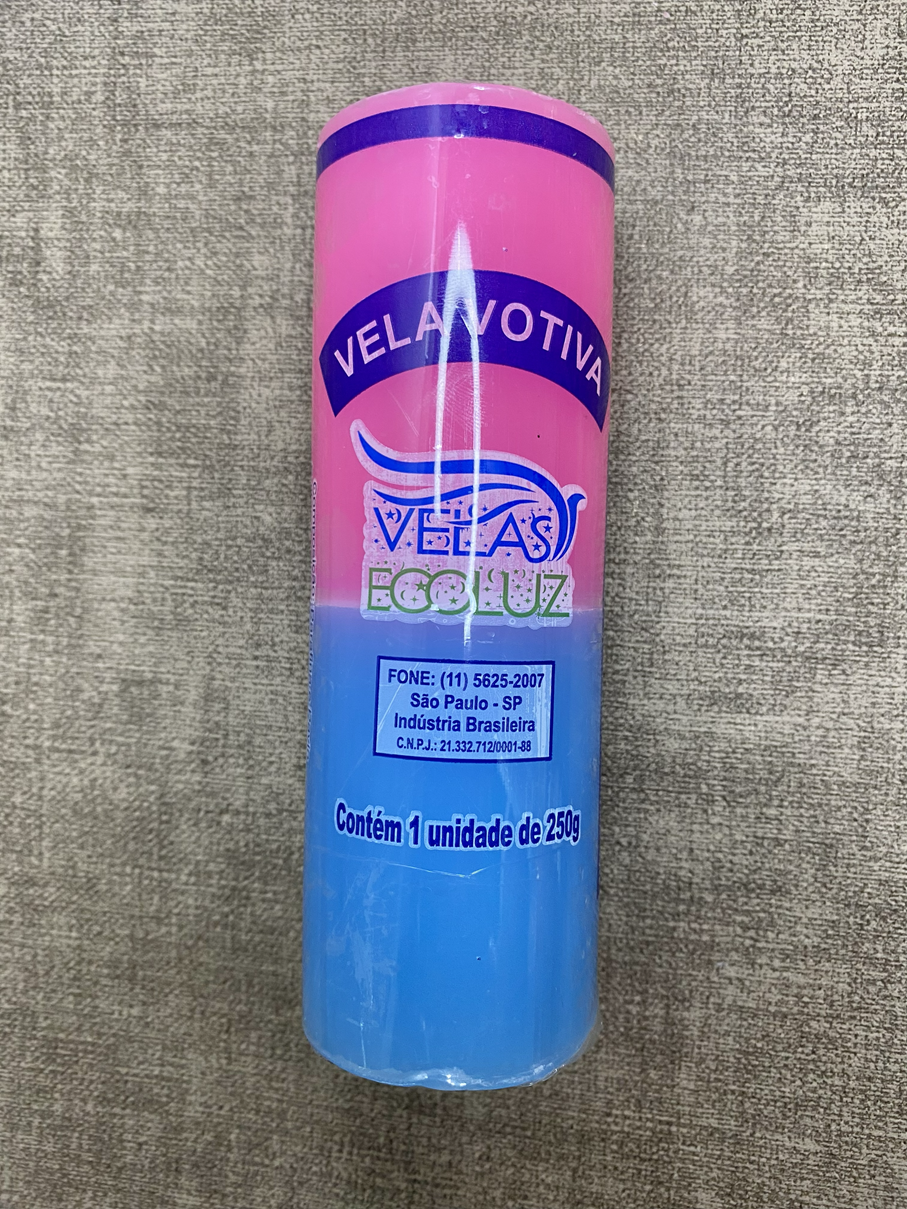 VELA VOTIVA
VELAS
ECOLUZ
FONE: (11) 5625-2007
São Paulo - SP
Indústria Brasileira
C.N.P.J.: 21.332.712/0001-88
Contém 1 unidade de 250g